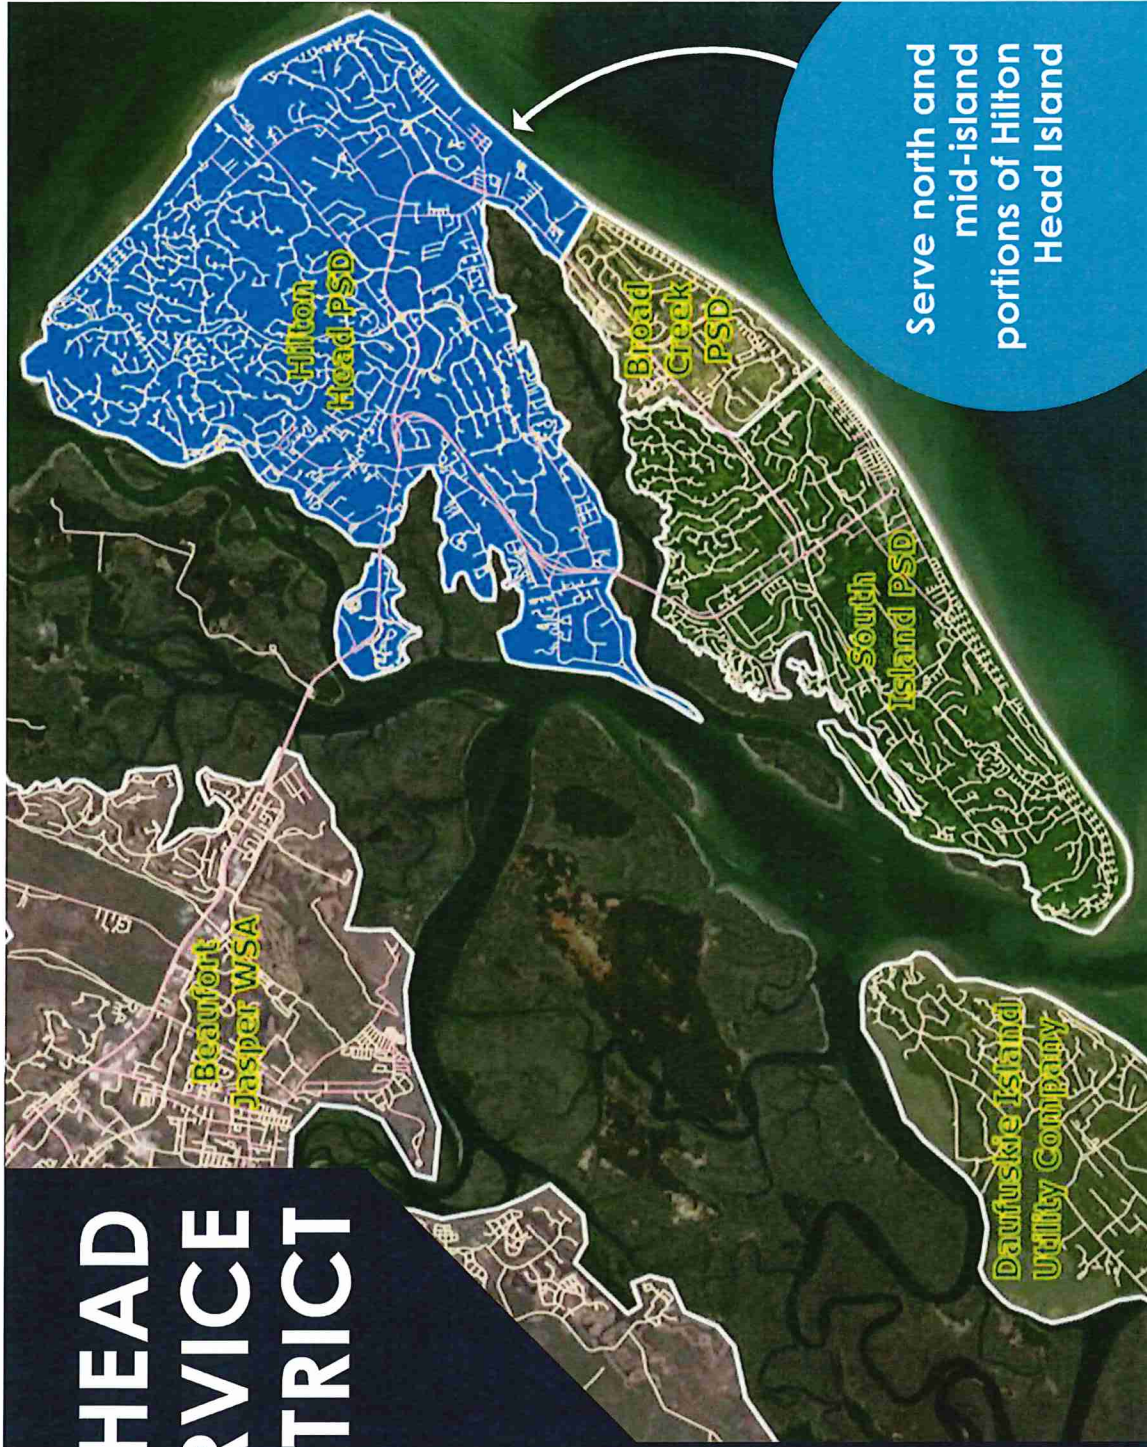 HEAD
RVICE
TRICT
Beaufort
Jasper WSA
Hilton
Head PSD
Broad
Creek
PSD
South
Island PSD
Daufuskie Island
Utility Company
Serve north and
mid-island
portions of Hilton
Head Island